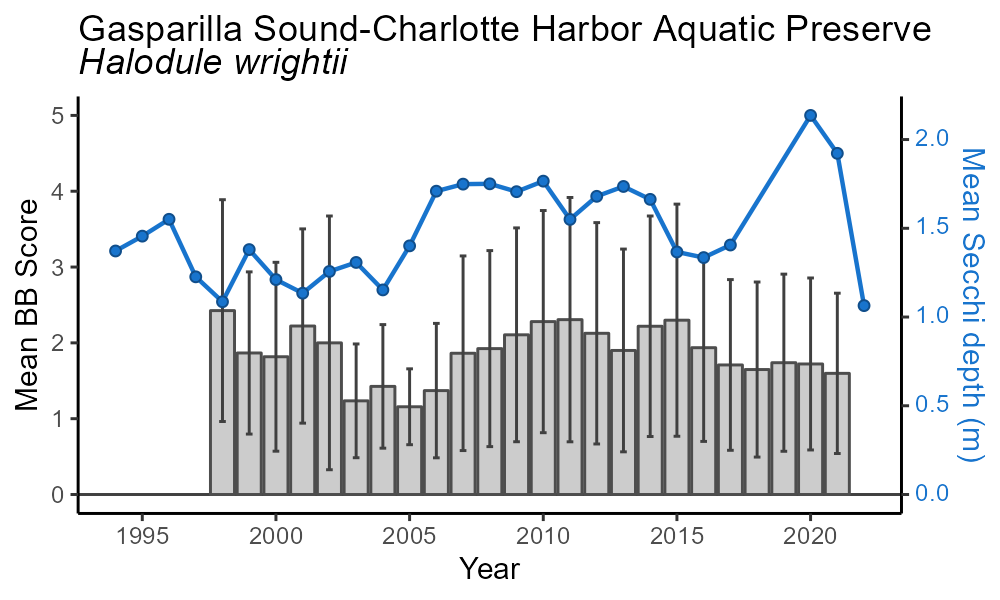 Gasparilla Sound-Charlotte Harbor Aquatic Preserve
Halodule wrightii
Mean BB Score
5
4
3
2
1
0
2.0
1.5
1.0
0.5
0.0
Mean Secchi depth (m)
1995 2000 2005 2010 2015 2020
Year